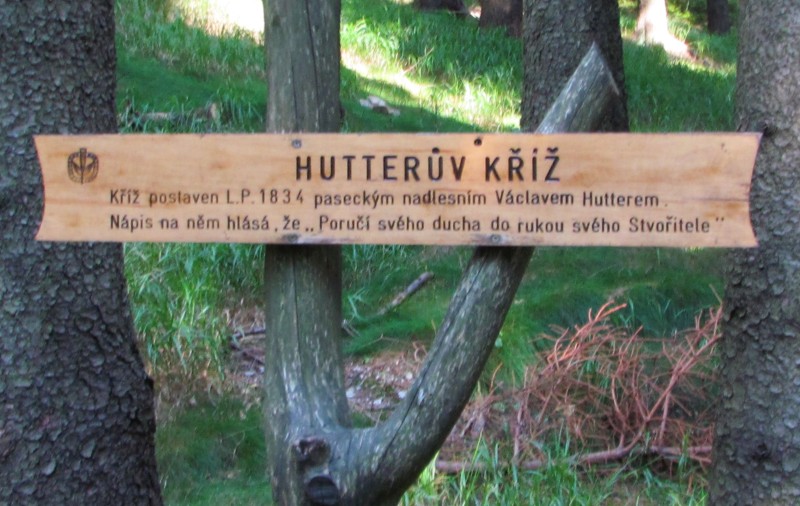 HUTTERŮV KŘÍŽ
Kříž postaven L.P. 1834 paseckým nadlesním Václavem Hutterem.
Nápis na něm hlásá, že „Poručí svého ducha do rukou svého Stvořitele"